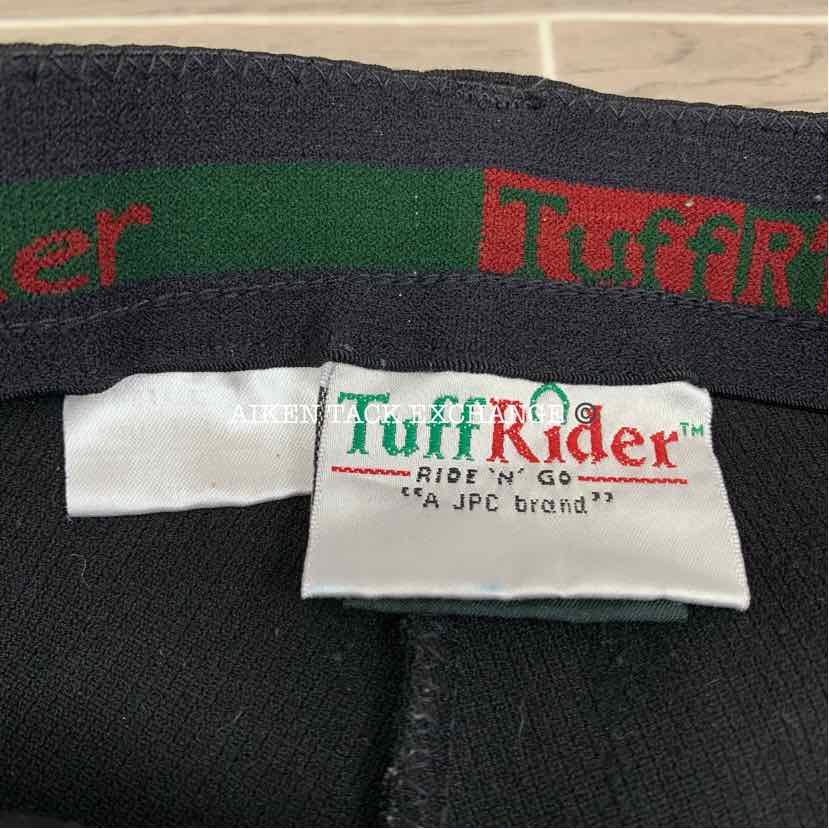 er TuffRi
AIKEN TACK EXCHANGE
TuffRider™
©
RIDE 'N' GO
"A JPC brand"